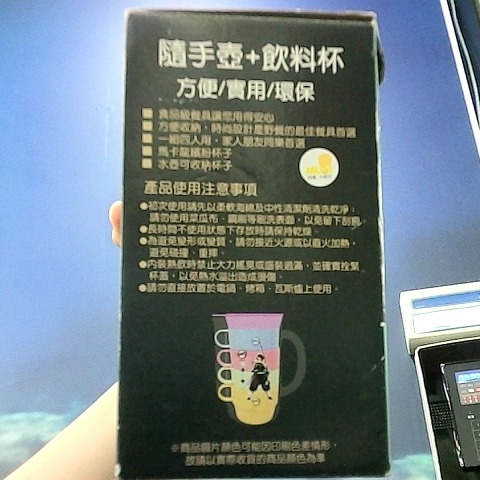 隨手壺+飲料杯
方便/實用/環保
■ 食品級餐具讓您用得安心
■ 方便收納，時尚設計是野餐的最佳餐具首選
■ 一組四人用，家人朋友同樂首選
■ 馬卡龍繽紛杯子
■ 水壺可收納杯子
產品使用注意事項
●初次使用請先以柔軟海綿及中性清潔劑清洗乾淨，
請勿使用菜瓜布、鋼刷等刷洗表面，以免留下刮痕。
●長時間不使用狀態下存放時請保持乾燥。
●為避免變形或變質，請勿接近火源或以直火加熱，
避免碰撞、重摔。
●內裝熱飲時禁止大力搖晃或盛裝過滿，並確實拴緊
杯蓋，以免熱水溢出造成燙傷。
●請勿直接放置於電鍋、烤箱、瓦斯爐上使用。
※商品圖片顏色可能因印刷色差情形，
故請以實際收貨的商品顏色為準